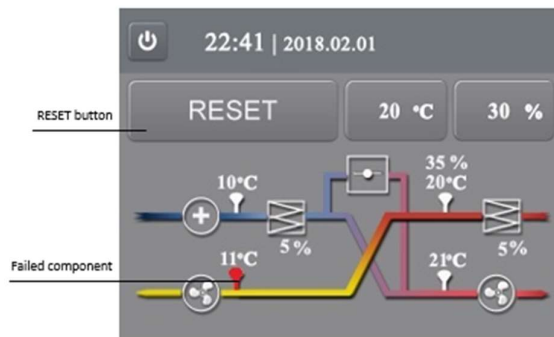 22:41 | 2018.02.01
RESET button
RESET
20 °C
30 %
35 %
10°C
20°C
5%
5%
Failed component
11°C
21°C